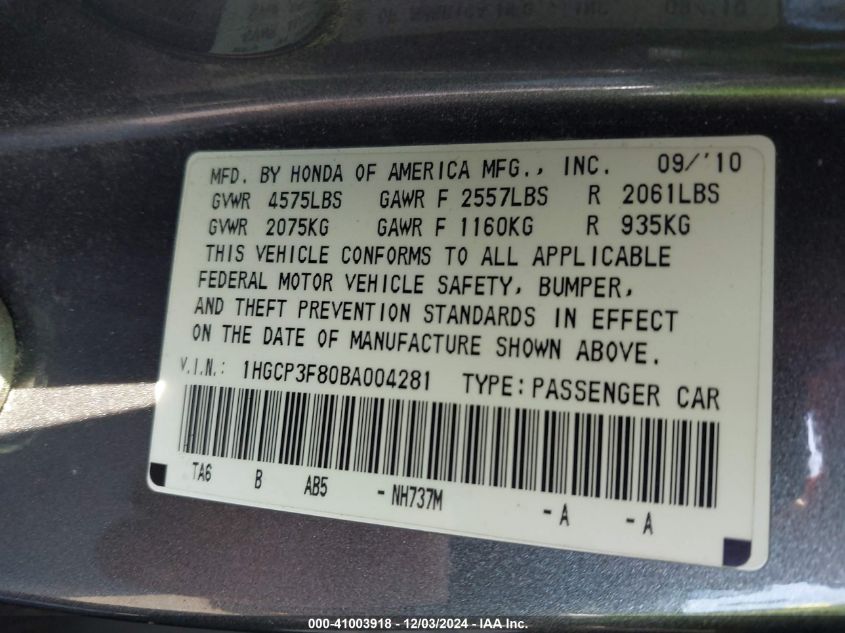 MFD. BY HONDA OF AMERICA MFG., INC. 09/'10
GVWR 4575LBS GAWR F 2557LBS R 2061LBS
GVWR 2075KG GAWR F 1160KG R 935KG
THIS VEHICLE CONFORMS TO ALL APPLICABLE
FEDERAL MOTOR VEHICLE SAFETY, BUMPER,
AND THEFT PREVENTION STANDARDS IN EFFECT
ON THE DATE OF MANUFACTURE SHOWN ABOVE.
V.I.N.: 1HGCP3F80BA004281 TYPE: PASSENGER CAR
TA6 B AB5 - NH737M - A - A
000-41003918 - 12/03/2024 - IAA Inc.